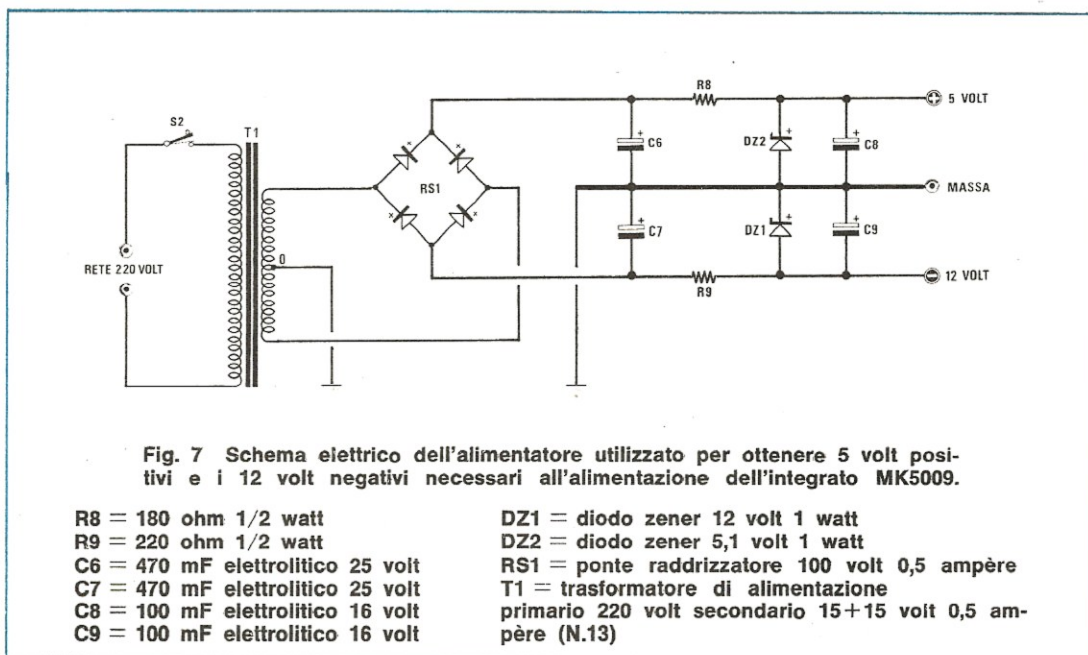 S2
T1
RETE 220 VOLT
0
RS1
R8
C6
DZ2
C8
5 VOLT
MASSA
C7
DZ1
C9
R9
12 VOLT
Fig. 7 Schema elettrico dell'alimentatore utilizzato per ottenere 5 volt posi-
tivi e i 12 volt negativi necessari all'alimentazione dell'integrato MK5009.
R8 = 180 ohm 1/2 watt
R9 = 220 ohm 1/2 watt
C6 = 470 mF elettrolitico 25 volt
C7 = 470 mF elettrolitico 25 volt
C8 = 100 mF elettrolitico 16 volt
C9 = 100 mF elettrolitico 16 volt
DZ1 = diodo zener 12 volt 1 watt
DZ2 = diodo zener 5,1 volt 1 watt
RS1 = ponte raddrizzatore 100 volt 0,5 ampère
T1 = trasformatore di alimentazione
primario 220 volt secondario 15+15 volt 0,5 am-
père (N.13)